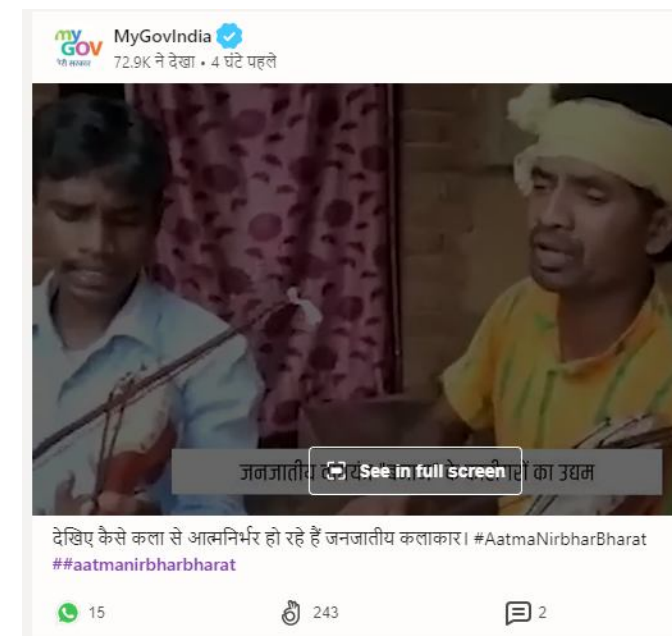 my
GOV
मेरी सरकार
MyGovIndia
72.9K ने देखा • 4 घंटे पहले
जनजातीय के का उद्यम
See in full screen
देखिए कैसे कला से आत्मनिर्भर हो रहे हैं जनजातीय कलाकार। #AatmaNirbharBharat
##aatmanirbharbharat
15
243
2